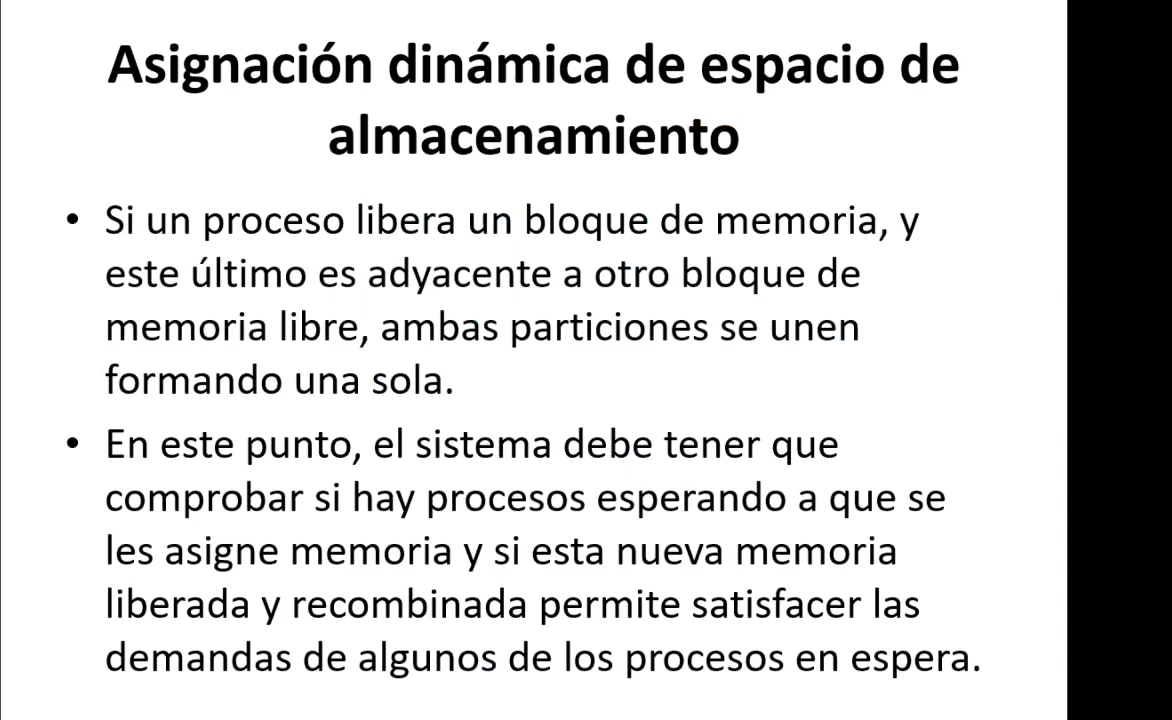 Asignación dinámica de espacio de
almacenamiento
• Si un proceso libera un bloque de memoria, y
este último es adyacente a otro bloque de
memoria libre, ambas particiones se unen
formando una sola.
• En este punto, el sistema debe tener que
comprobar si hay procesos esperando a que se
les asigne memoria y si esta nueva memoria
liberada y recombinada permite satisfacer las
demandas de algunos de los procesos en espera.